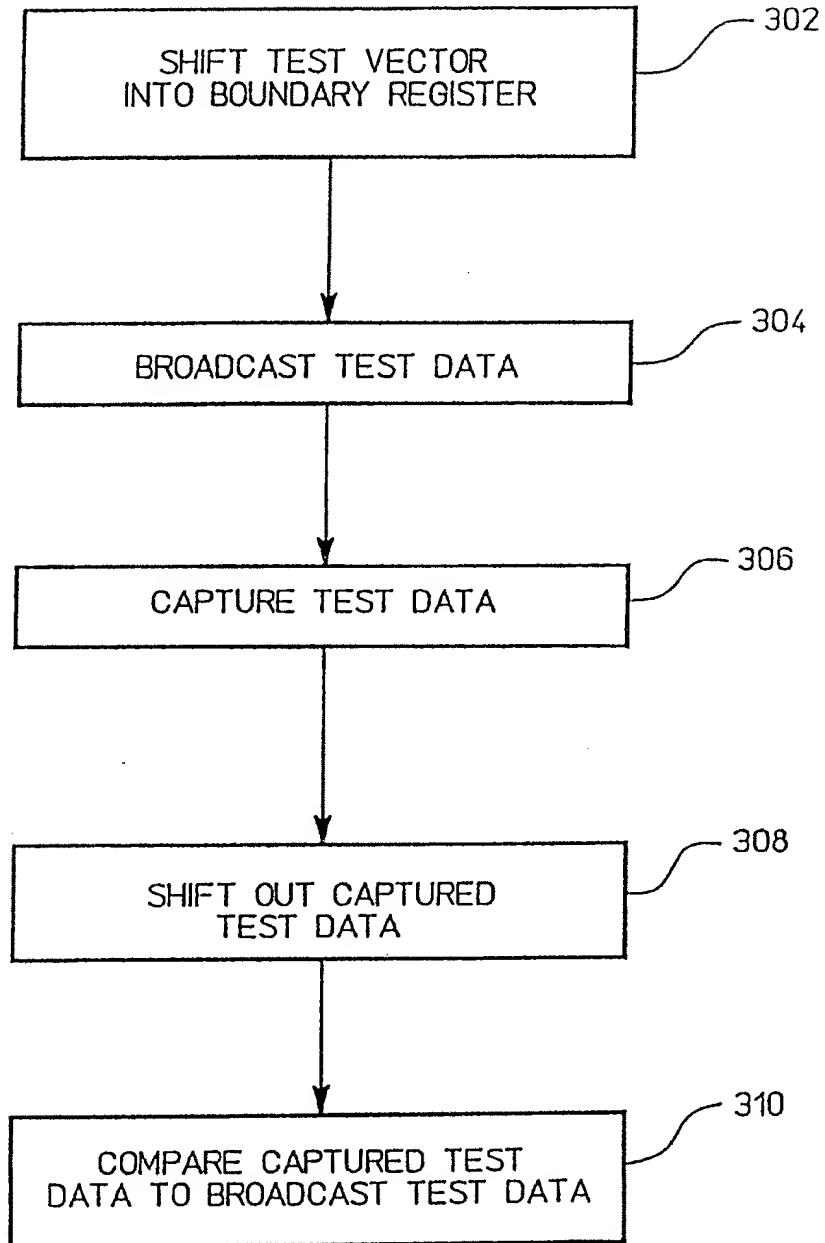 302
SHIFT TEST VECTOR
INTO BOUNDARY REGISTER
304
BROADCAST TEST DATA
306
CAPTURE TEST DATA
308
SHIFT OUT CAPTURED
TEST DATA
310
COMPARE CAPTURED TEST
DATA TO BROADCAST TEST DATA